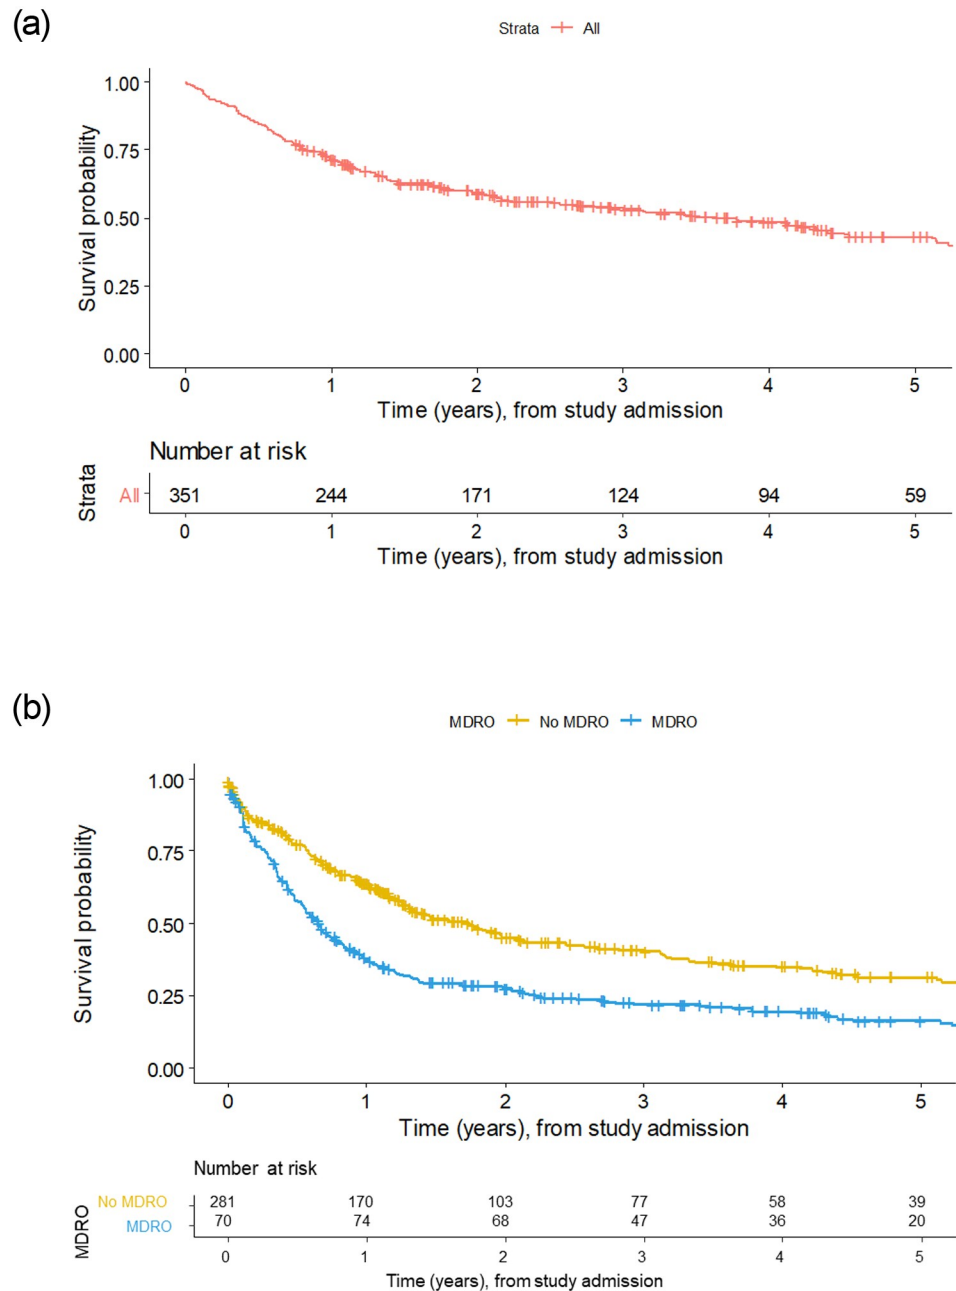 (a)
Strata All
1.00
0.75
0.50
0.25
0.00
Survival probability
0 1 2 3 4 5
Time (years), from study admission
Number at risk
Strata
All 351 244 171 124 94 59
0 1 2 3 4 5
Time (years), from study admission
(b)
MDRO No MDRO MDRO
1.00
0.75
0.50
0.25
0.00
Survival probability
0 1 2 3 4 5
Time (years), from study admission
Number at risk
MDRO
No MDRO 281 170 103 77 58 39
MDRO 70 74 68 47 36 20
0 1 2 3 4 5
Time (years), from study admission